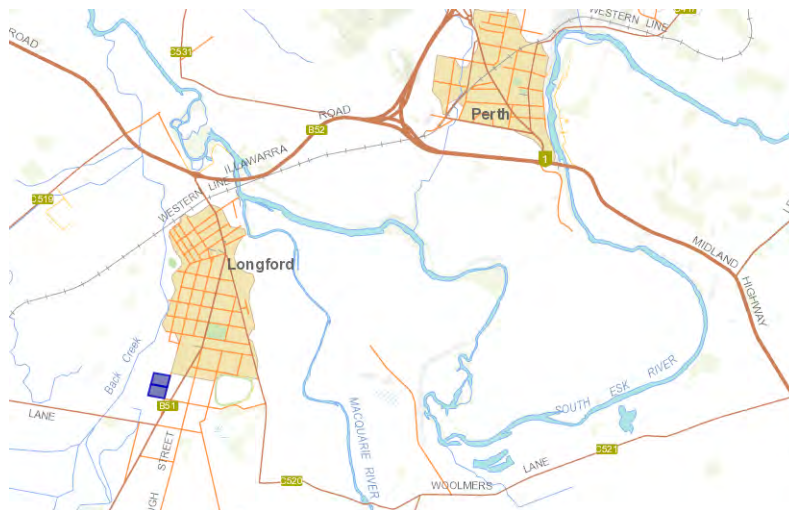 WESTERN LINE
ROAD
C531
Perth
ROAD
B52
1
ILLAWARRA
WESTERN LINE
C519
MIDLAND
HIGHWAY
Longford
Back Creek
SOUTH ESK RIVER
MACQUARIE RIVER
B51
LANE
STREET
C521
LANE
C520
WOOLMERS